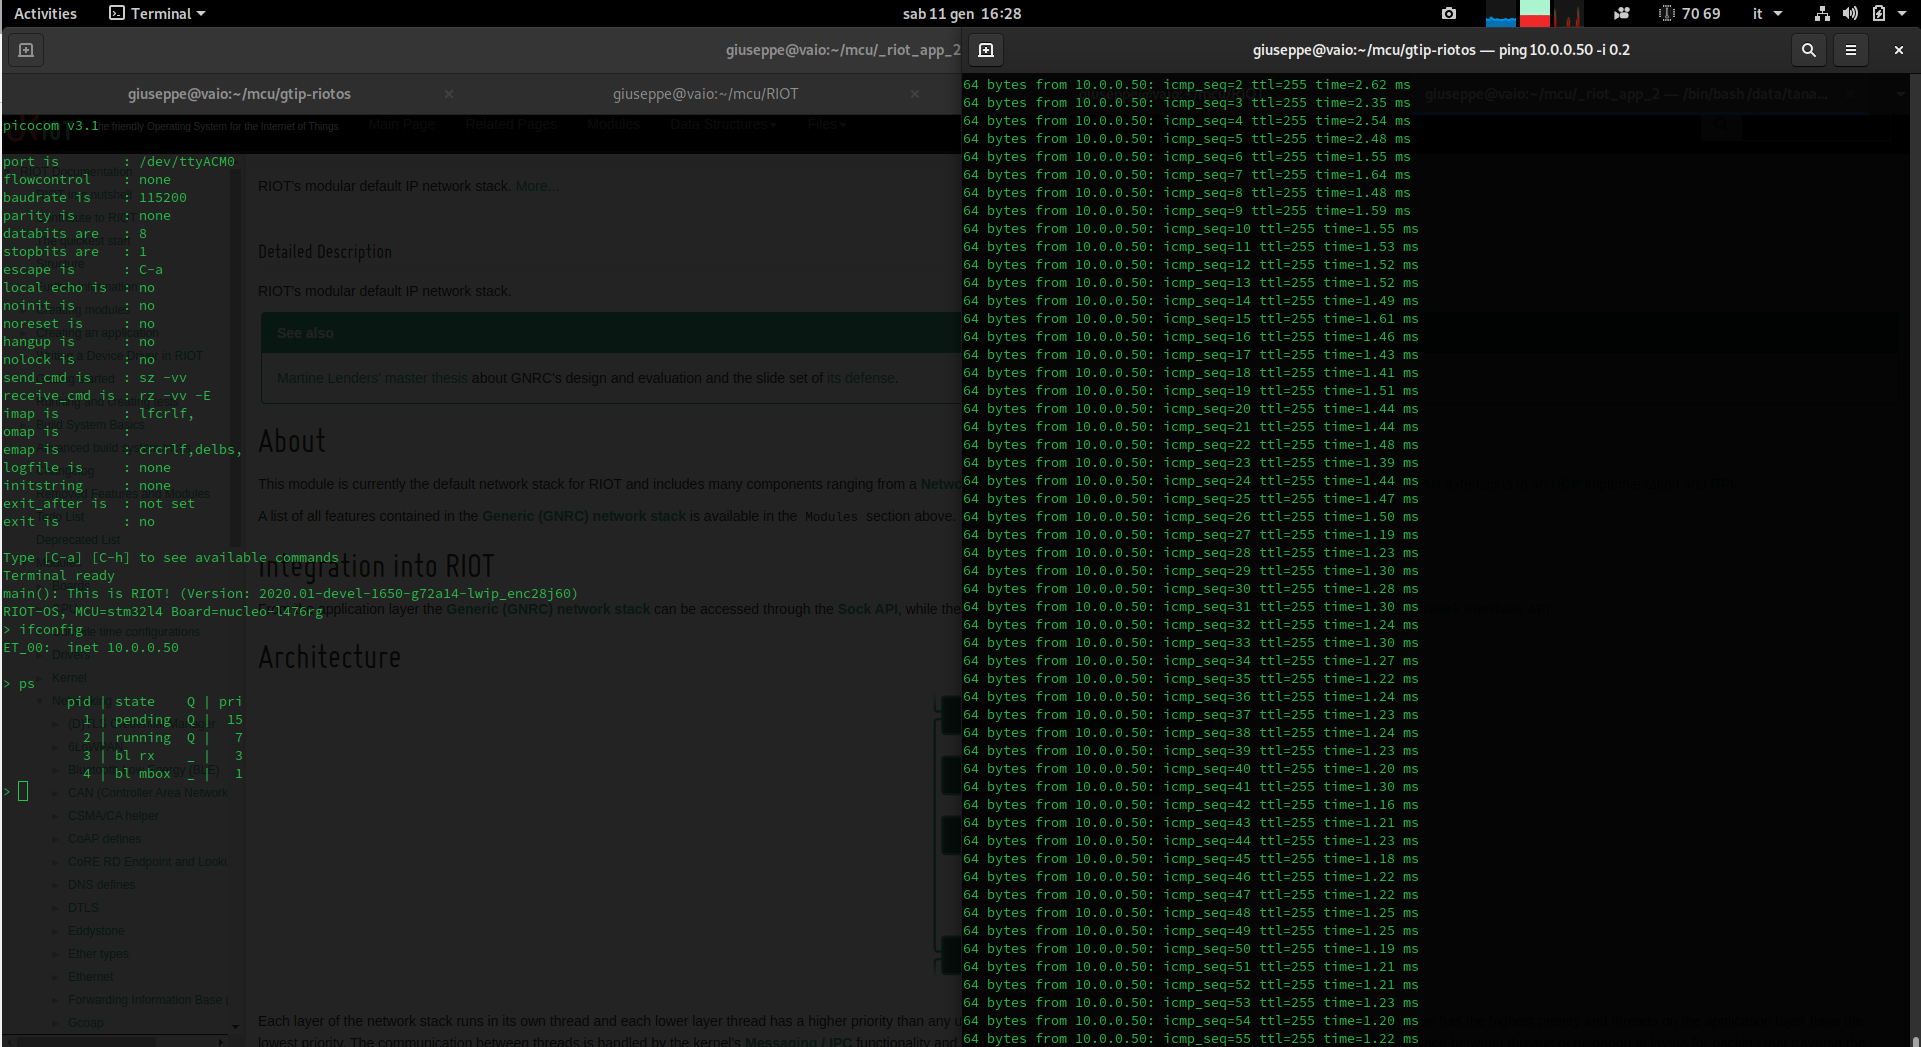 Activities
Terminal
sab 11 gen 16:28
70 69
it
giuseppe@vaio:~/mcu/_riot_app_2
giuseppe@vaio:~/mcu/gtip-riotos
giuseppe@vaio:~/mcu/RIOT
picocom v3.1
The friendly Operating System for the Internet of Things
Main Page
Related Pages
Modules
Data Structures
Files
port is : /dev/ttyACM0
flowcontrol : none
baudrate is : 115200
parity is : none
databits are : 8
stopbits are : 1
escape is : C-a
local echo is : no
noinit is : no
noreset is : no
hangup is : no
nolock is : no
send_cmd is : sz -vv
receive_cmd is : rz -vv -E
imap is : lfcrlf,
omap is :
emap is : crcrlf,delbs,
logfile is : none
initstring : none
exit_after is : not set
exit is : no
Type [C-a] [C-h] to see available commands
Terminal ready
main(): This is RIOT! (Version: 2020.01-devel-1650-g72a14-lwip_enc28j60)
RIOT-OS, MCU=stm32l4 Board=nucleo-l476rg
> ifconfig
ET_00: inet 10.0.0.50
> ps
pid | state Q | pri
1 | pending Q | 15
2 | running Q | 7
3 | bl rx _ | 3
4 | bl mbox _ | 1
>
Deprecated List
Drivers
Kernel
CAN (Controller Area Network
CSMA/CA helper
CoAP defines
CoRE RD Endpoint and Looku
DNS defines
DTLS
Eddystone
Ether types
Ethernet
Forwarding Information Base (
Gcoap
RIOT's modular default IP network stack. More...
Detailed Description
RIOT's modular default IP network stack.
See also
Martine Lenders' master thesis about GNRC's design and evaluation and the slide set of its defense.
About
This module is currently the default network stack for RIOT and includes many components ranging from a Netwo
A list of all features contained in the Generic (GNRC) network stack is available in the Modules section above.
Integration into RIOT
application layer the Generic (GNRC) network stack can be accessed through the Sock API, while the
Architecture
Each layer of the network stack runs in its own thread and each lower layer thread has a higher priority than any u
lowest priority. The communication between threads is handled by the kernel's Messaging / IPC functionality and
giuseppe@vaio:~/mcu/gtip-riotos — ping 10.0.0.50 -i 0.2
giuseppe@vaio:~/mcu/_riot_app_2 — /bin/bash /data/tana...
64 bytes from 10.0.0.50: icmp_seq=2 ttl=255 time=2.62 ms
64 bytes from 10.0.0.50: icmp_seq=3 ttl=255 time=2.35 ms
64 bytes from 10.0.0.50: icmp_seq=4 ttl=255 time=2.54 ms
64 bytes from 10.0.0.50: icmp_seq=5 ttl=255 time=2.48 ms
64 bytes from 10.0.0.50: icmp_seq=6 ttl=255 time=1.55 ms
64 bytes from 10.0.0.50: icmp_seq=7 ttl=255 time=1.64 ms
64 bytes from 10.0.0.50: icmp_seq=8 ttl=255 time=1.48 ms
64 bytes from 10.0.0.50: icmp_seq=9 ttl=255 time=1.59 ms
64 bytes from 10.0.0.50: icmp_seq=10 ttl=255 time=1.55 ms
64 bytes from 10.0.0.50: icmp_seq=11 ttl=255 time=1.53 ms
64 bytes from 10.0.0.50: icmp_seq=12 ttl=255 time=1.52 ms
64 bytes from 10.0.0.50: icmp_seq=13 ttl=255 time=1.52 ms
64 bytes from 10.0.0.50: icmp_seq=14 ttl=255 time=1.49 ms
64 bytes from 10.0.0.50: icmp_seq=15 ttl=255 time=1.61 ms
64 bytes from 10.0.0.50: icmp_seq=16 ttl=255 time=1.46 ms
64 bytes from 10.0.0.50: icmp_seq=17 ttl=255 time=1.43 ms
64 bytes from 10.0.0.50: icmp_seq=18 ttl=255 time=1.41 ms
64 bytes from 10.0.0.50: icmp_seq=19 ttl=255 time=1.51 ms
64 bytes from 10.0.0.50: icmp_seq=20 ttl=255 time=1.44 ms
64 bytes from 10.0.0.50: icmp_seq=21 ttl=255 time=1.44 ms
64 bytes from 10.0.0.50: icmp_seq=22 ttl=255 time=1.48 ms
64 bytes from 10.0.0.50: icmp_seq=23 ttl=255 time=1.39 ms
64 bytes from 10.0.0.50: icmp_seq=24 ttl=255 time=1.44 ms
64 bytes from 10.0.0.50: icmp_seq=25 ttl=255 time=1.47 ms
64 bytes from 10.0.0.50: icmp_seq=26 ttl=255 time=1.50 ms
64 bytes from 10.0.0.50: icmp_seq=27 ttl=255 time=1.19 ms
64 bytes from 10.0.0.50: icmp_seq=28 ttl=255 time=1.23 ms
64 bytes from 10.0.0.50: icmp_seq=29 ttl=255 time=1.30 ms
64 bytes from 10.0.0.50: icmp_seq=30 ttl=255 time=1.28 ms
64 bytes from 10.0.0.50: icmp_seq=31 ttl=255 time=1.30 ms
64 bytes from 10.0.0.50: icmp_seq=32 ttl=255 time=1.24 ms
64 bytes from 10.0.0.50: icmp_seq=33 ttl=255 time=1.30 ms
64 bytes from 10.0.0.50: icmp_seq=34 ttl=255 time=1.27 ms
64 bytes from 10.0.0.50: icmp_seq=35 ttl=255 time=1.22 ms
64 bytes from 10.0.0.50: icmp_seq=36 ttl=255 time=1.24 ms
64 bytes from 10.0.0.50: icmp_seq=37 ttl=255 time=1.23 ms
64 bytes from 10.0.0.50: icmp_seq=38 ttl=255 time=1.24 ms
64 bytes from 10.0.0.50: icmp_seq=39 ttl=255 time=1.23 ms
64 bytes from 10.0.0.50: icmp_seq=40 ttl=255 time=1.20 ms
64 bytes from 10.0.0.50: icmp_seq=41 ttl=255 time=1.30 ms
64 bytes from 10.0.0.50: icmp_seq=42 ttl=255 time=1.16 ms
64 bytes from 10.0.0.50: icmp_seq=43 ttl=255 time=1.21 ms
64 bytes from 10.0.0.50: icmp_seq=44 ttl=255 time=1.23 ms
64 bytes from 10.0.0.50: icmp_seq=45 ttl=255 time=1.18 ms
64 bytes from 10.0.0.50: icmp_seq=46 ttl=255 time=1.22 ms
64 bytes from 10.0.0.50: icmp_seq=47 ttl=255 time=1.22 ms
64 bytes from 10.0.0.50: icmp_seq=48 ttl=255 time=1.25 ms
64 bytes from 10.0.0.50: icmp_seq=49 ttl=255 time=1.25 ms
64 bytes from 10.0.0.50: icmp_seq=50 ttl=255 time=1.19 ms
64 bytes from 10.0.0.50: icmp_seq=51 ttl=255 time=1.21 ms
64 bytes from 10.0.0.50: icmp_seq=52 ttl=255 time=1.21 ms
64 bytes from 10.0.0.50: icmp_seq=53 ttl=255 time=1.23 ms
64 bytes from 10.0.0.50: icmp_seq=54 ttl=255 time=1.20 ms
64 bytes from 10.0.0.50: icmp_seq=55 ttl=255 time=1.22 ms